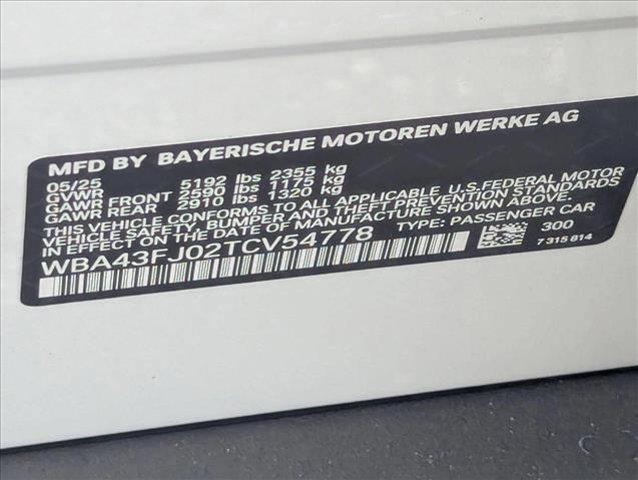 MFD BY BAYERISCHE MOTOREN WERKE AG
05/25
GVWR 5192 lbs 2355 kg
GAWR FRONT 2590 lbs 1175 kg
GAWR REAR 2910 lbs 1320 kg
THIS VEHICLE CONFORMS TO ALL APPLICABLE U.S.FEDERAL MOTOR
VEHICLE SAFETY, BUMPER AND THEFT PREVENTION STANDARDS
IN EFFECT ON THE DATE OF MANUFACTURE SHOWN ABOVE.
WBA43FJ02TCV54778 TYPE: PASSENGER CAR
300
7 315 814